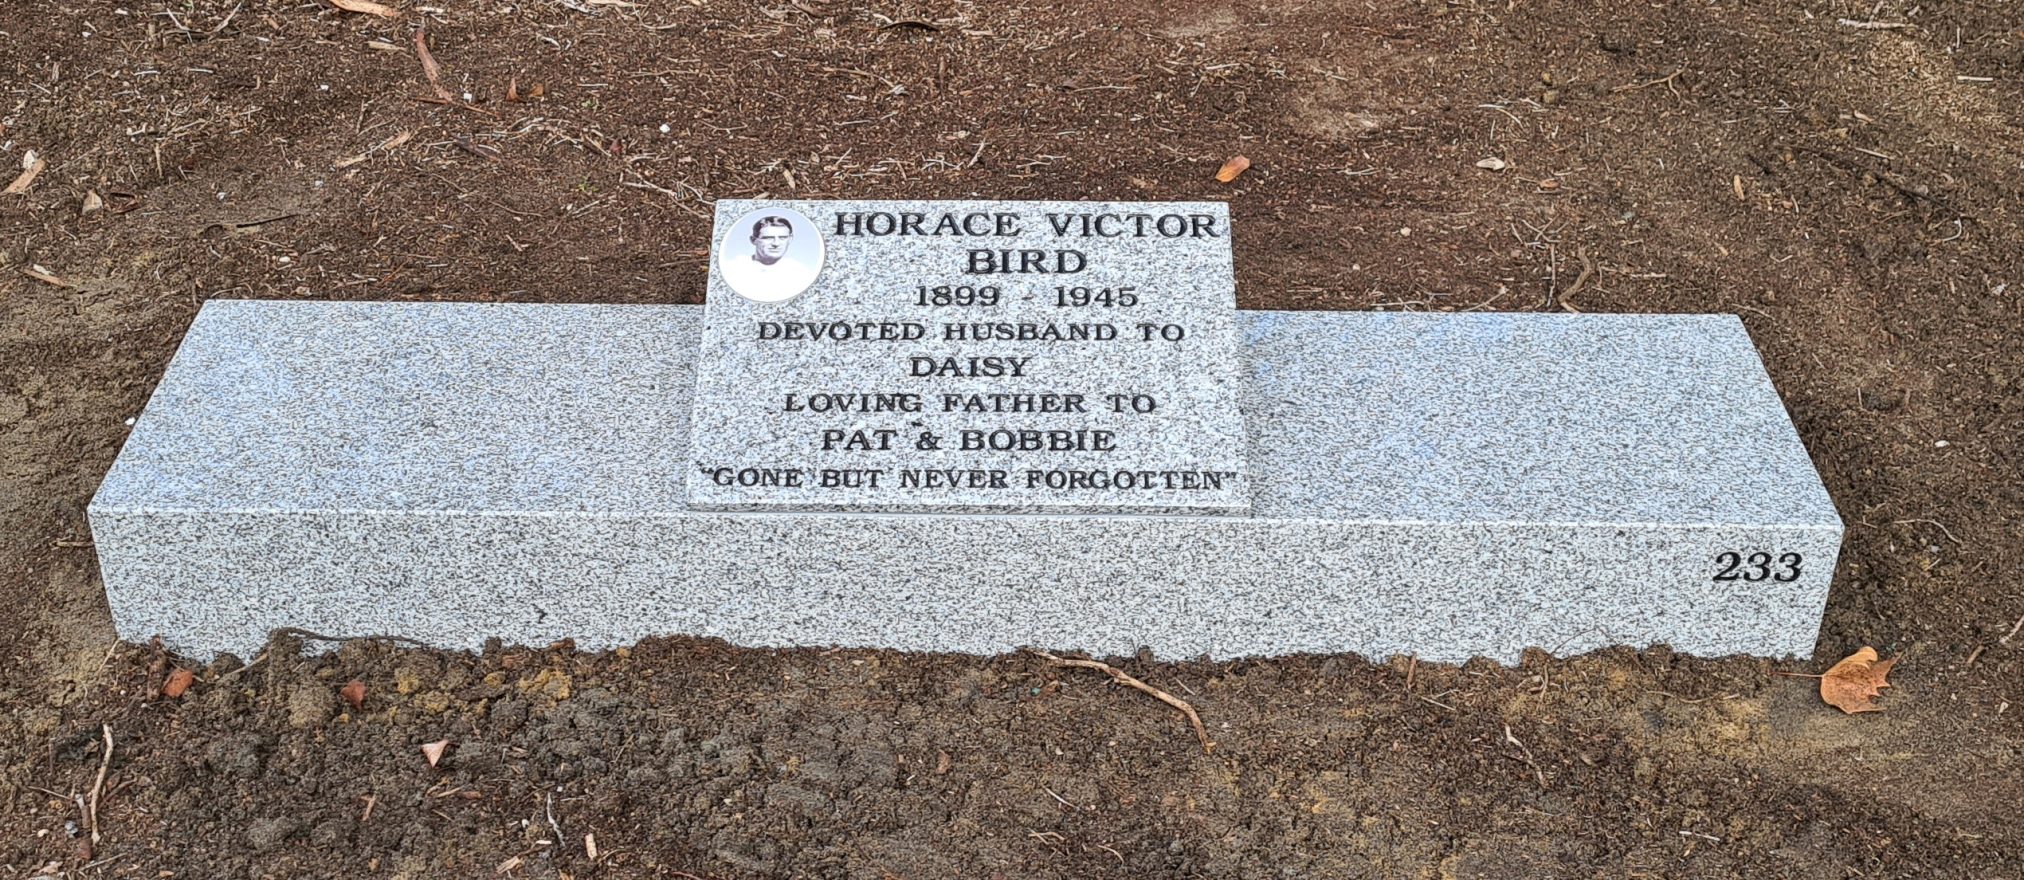 HORACE VICTOR
BIRD
1899 - 1945
DEVOTED HUSBAND TO
DAISY
LOVING FATHER TO
PAT & BOBBIE
"GONE BUT NEVER FORGOTTEN"
233